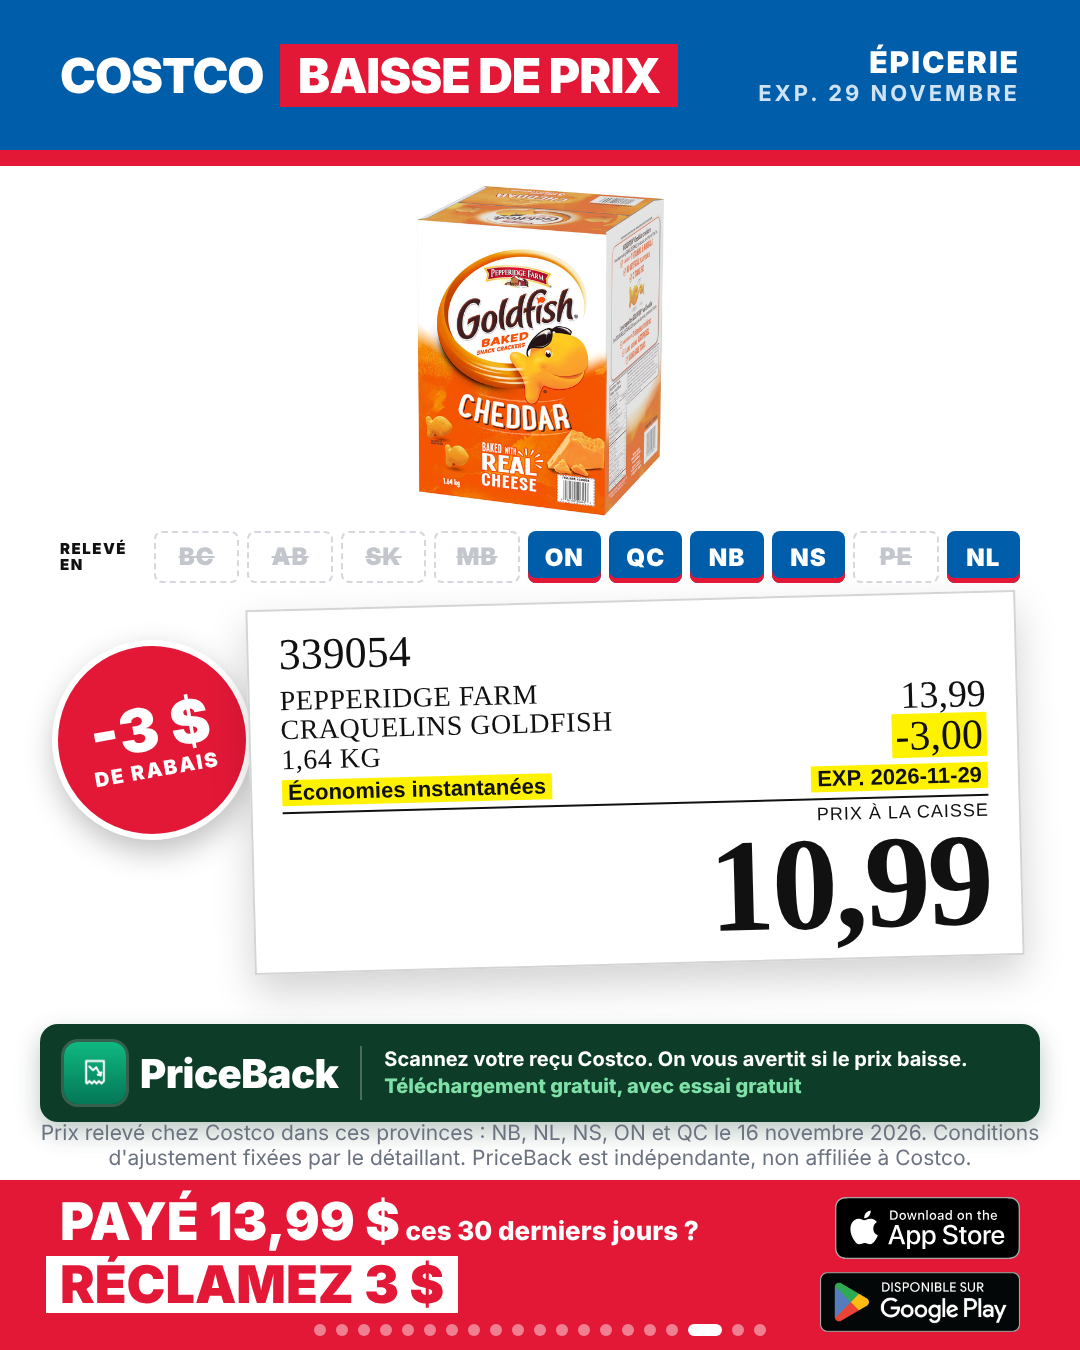 COSTCO BAISSE DE PRIX
ÉPICERIE
EXP. 29 NOVEMBRE
PEPPERIDGE FARM
Goldfish
BAKED
SNACK CRACKERS
CHEDDAR
BAKED WITH
REAL
CHEESE
1.64 kg
RELEVÉ
EN
BC AB SK MB ON QC NB NS PE NL
339054
PEPPERIDGE FARM
CRAQUELINS GOLDFISH
1,64 KG
13,99
-3,00
Économies instantanées
EXP. 2026-11-29
PRIX À LA CAISSE
10,99
-3 $
DE RABAIS
PriceBack
Scannez votre reçu Costco. On vous avertit si le prix baisse.
Téléchargement gratuit, avec essai gratuit
Prix relevé chez Costco dans ces provinces : NB, NL, NS, ON et QC le 16 novembre 2026. Conditions
d'ajustement fixées par le détaillant. PriceBack est indépendante, non affiliée à Costco.
PAYÉ 13,99 $ ces 30 derniers jours ?
RÉCLAMEZ 3 $
Download on the
App Store
DISPONIBLE SUR
Google Play